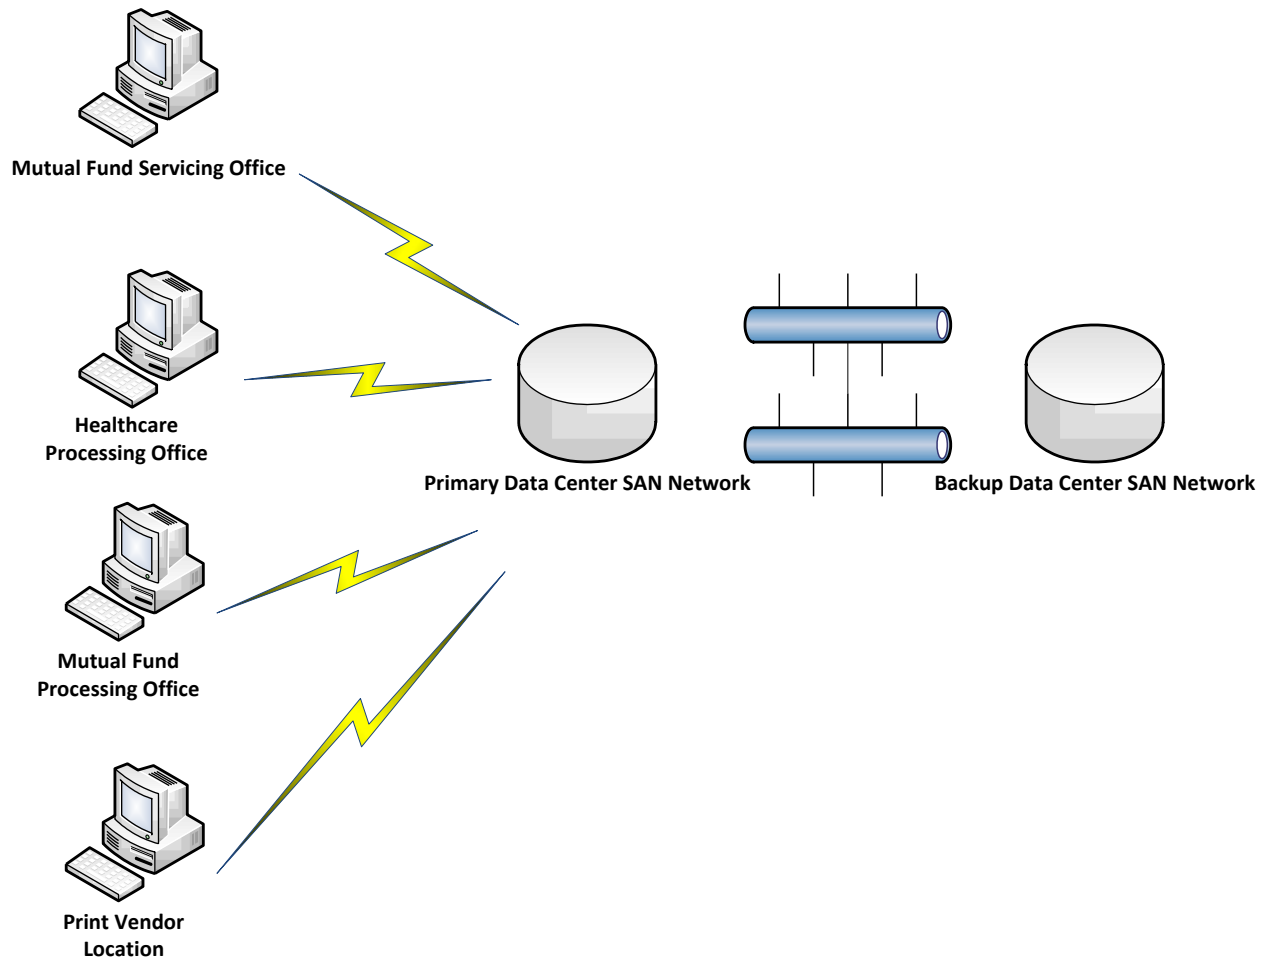 Mutual Fund Servicing Office
Healthcare
Processing Office
Primary Data Center SAN Network
Backup Data Center SAN Network
Mutual Fund
Processing Office
Print Vendor
Location